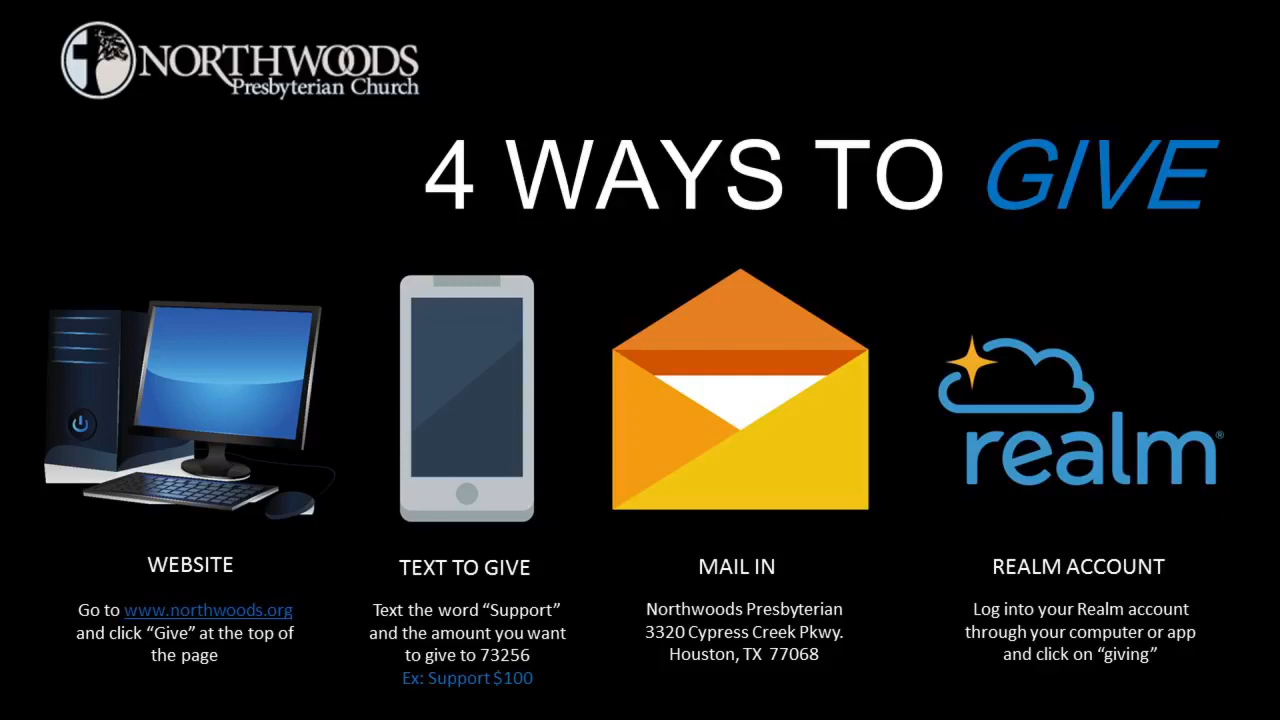 NORTHWOODS
Presbyterian Church
4 WAYS TO GIVE
realm®
WEBSITE
Go to www.northwoods.org
and click “Give” at the top of
the page
TEXT TO GIVE
Text the word “Support”
and the amount you want
to give to 73256
Ex: Support $100
MAIL IN
Northwoods Presbyterian
3320 Cypress Creek Pkwy.
Houston, TX  77068
REALM ACCOUNT
Log into your Realm account
through your computer or app
and click on “giving”